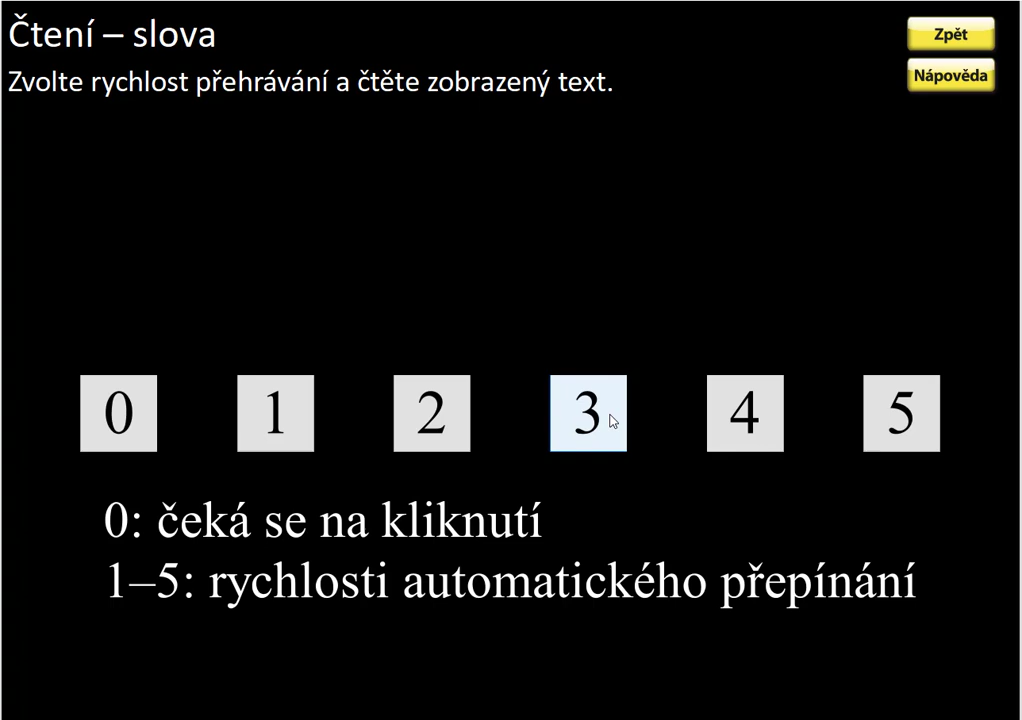 Čtení – slova
Zpět
Zvolte rychlost přehrávání a čtěte zobrazený text.
Nápověda
0 1 2 3 4 5
0: čeká se na kliknutí
1–5: rychlosti automatického přepínání